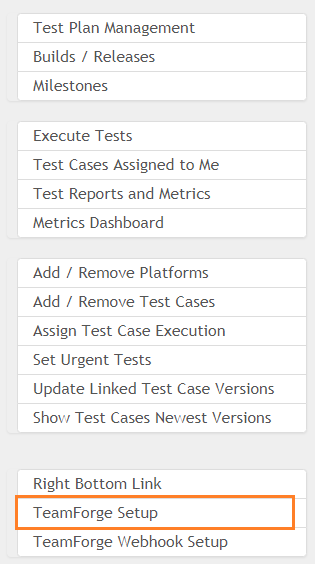 Test Plan Management
Builds / Releases
Milestones
Execute Tests
Test Cases Assigned to Me
Test Reports and Metrics
Metrics Dashboard
Add / Remove Platforms
Add / Remove Test Cases
Assign Test Case Execution
Set Urgent Tests
Update Linked Test Case Versions
Show Test Cases Newest Versions
Right Bottom Link
TeamForge Setup
TeamForge Webhook Setup